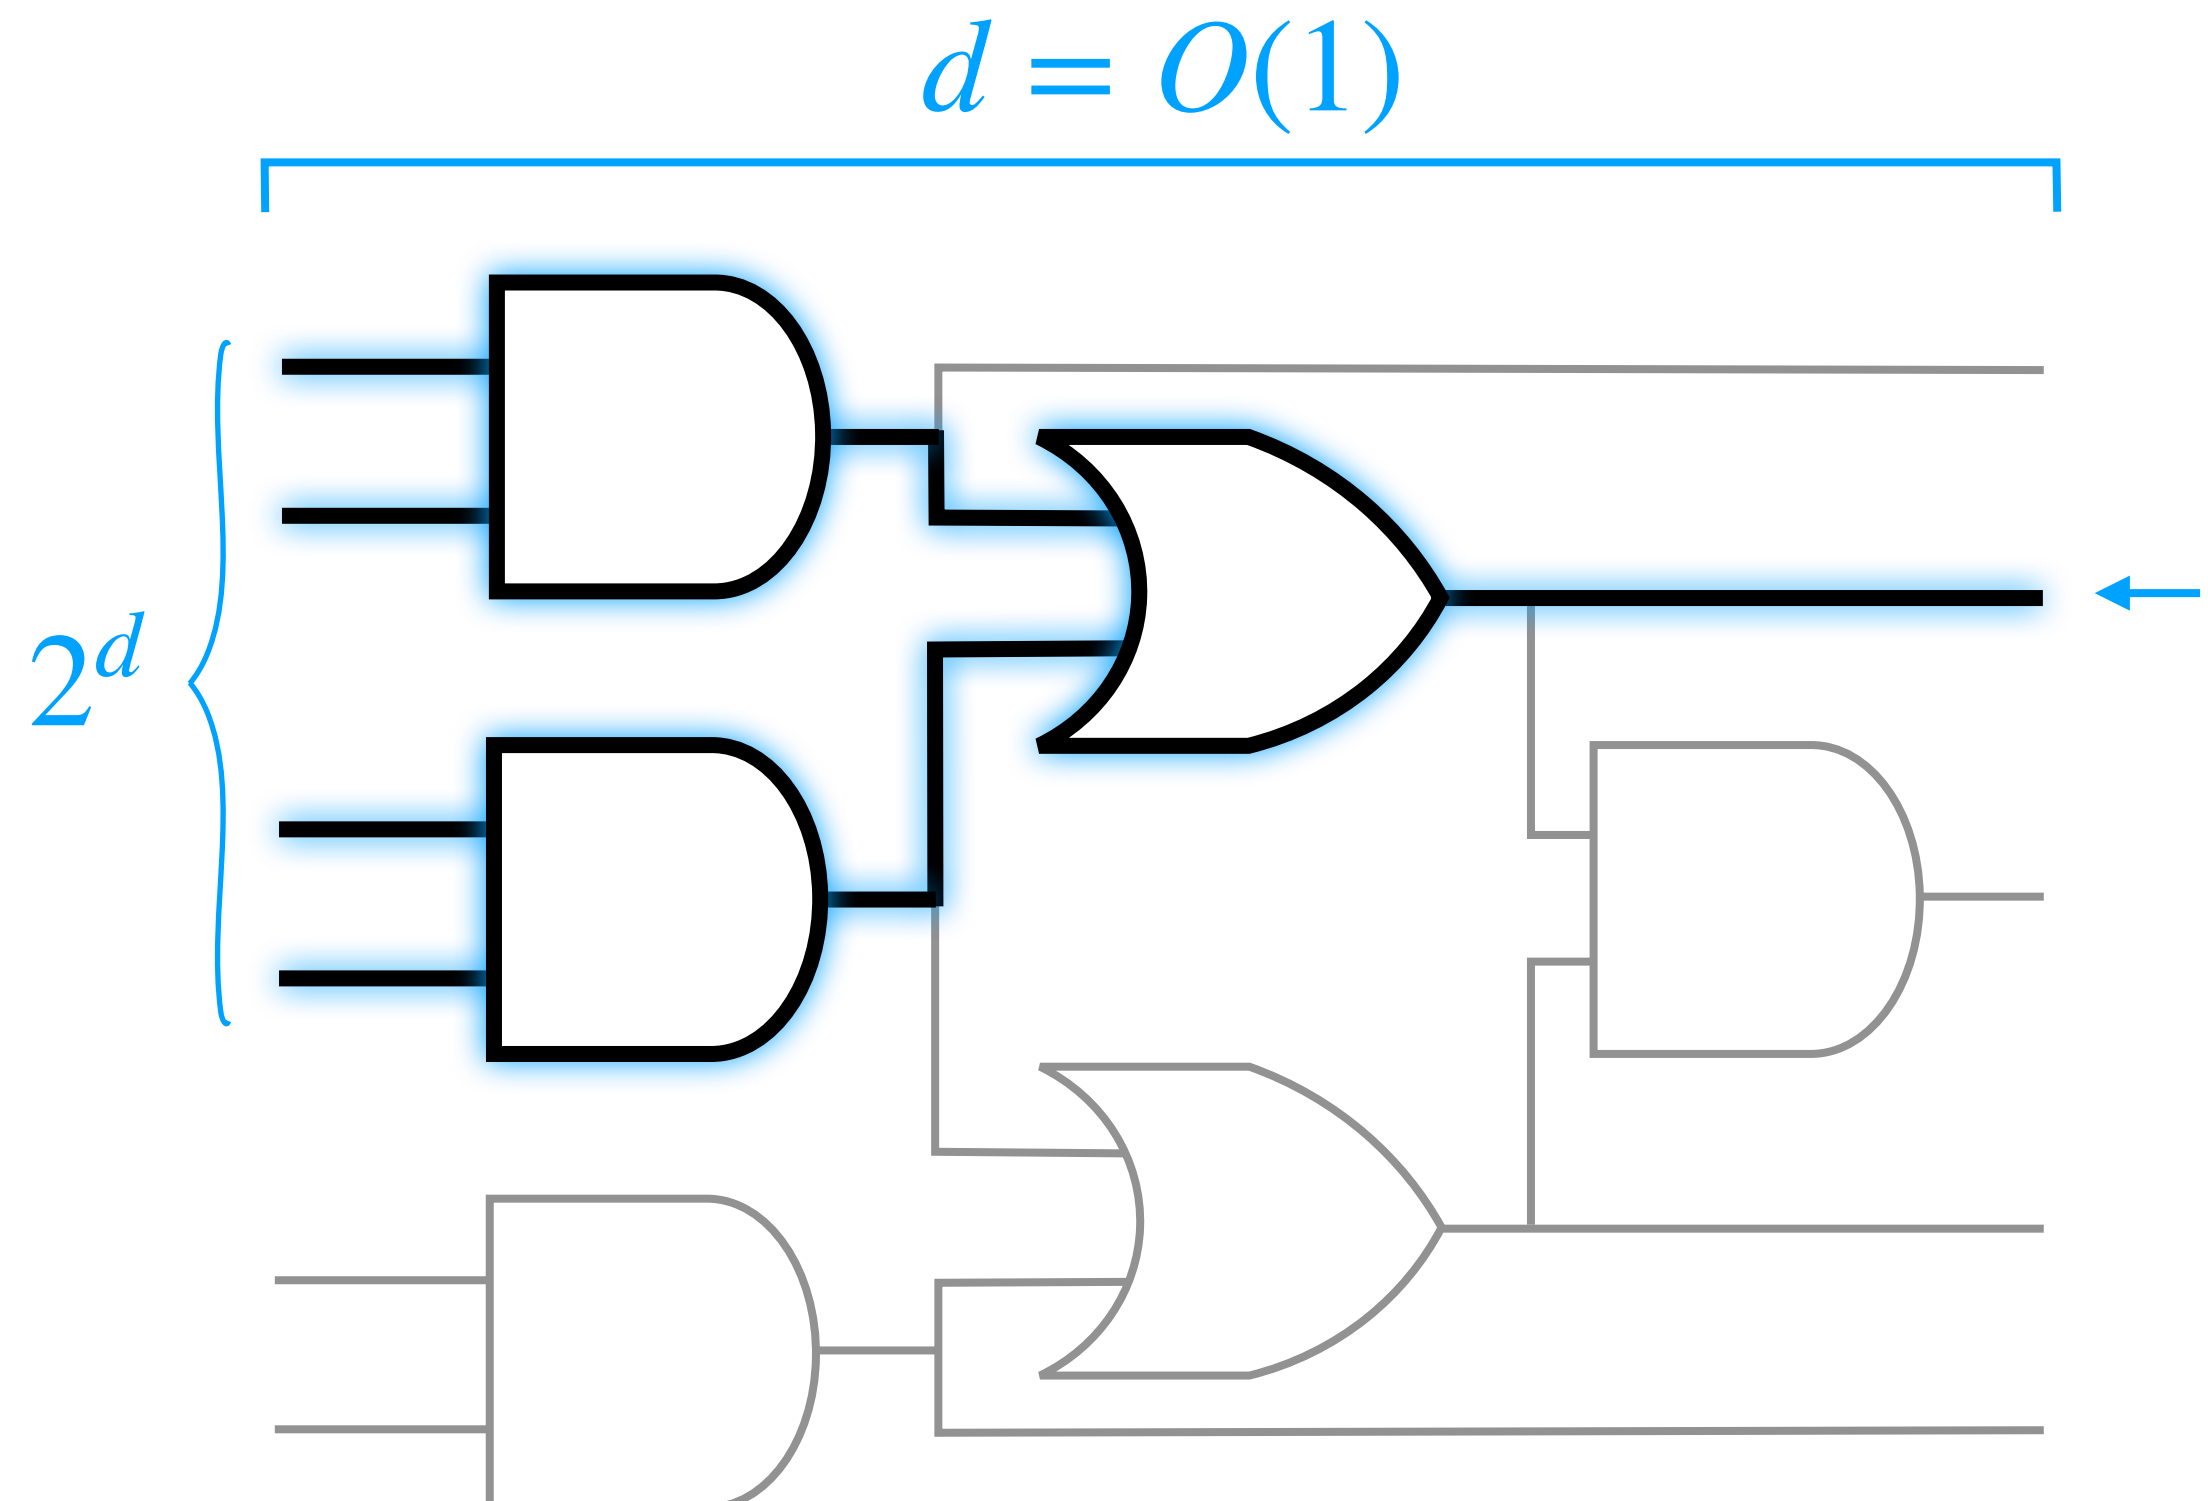 d = O(1)
2^d